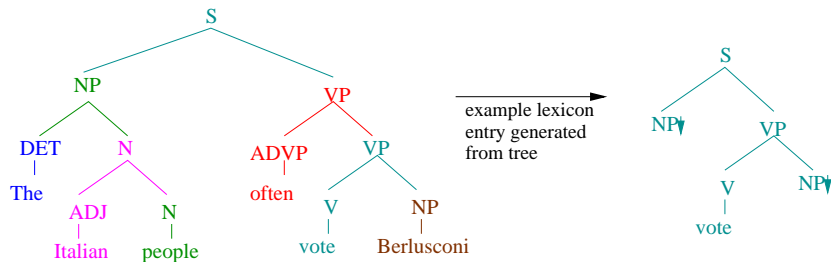 S
NP VP
DET N ADVP VP
The often
ADJ N V NP
Italian people vote Berlusconi
example lexicon
entry generated
from tree
S
NP VP
V NP
vote